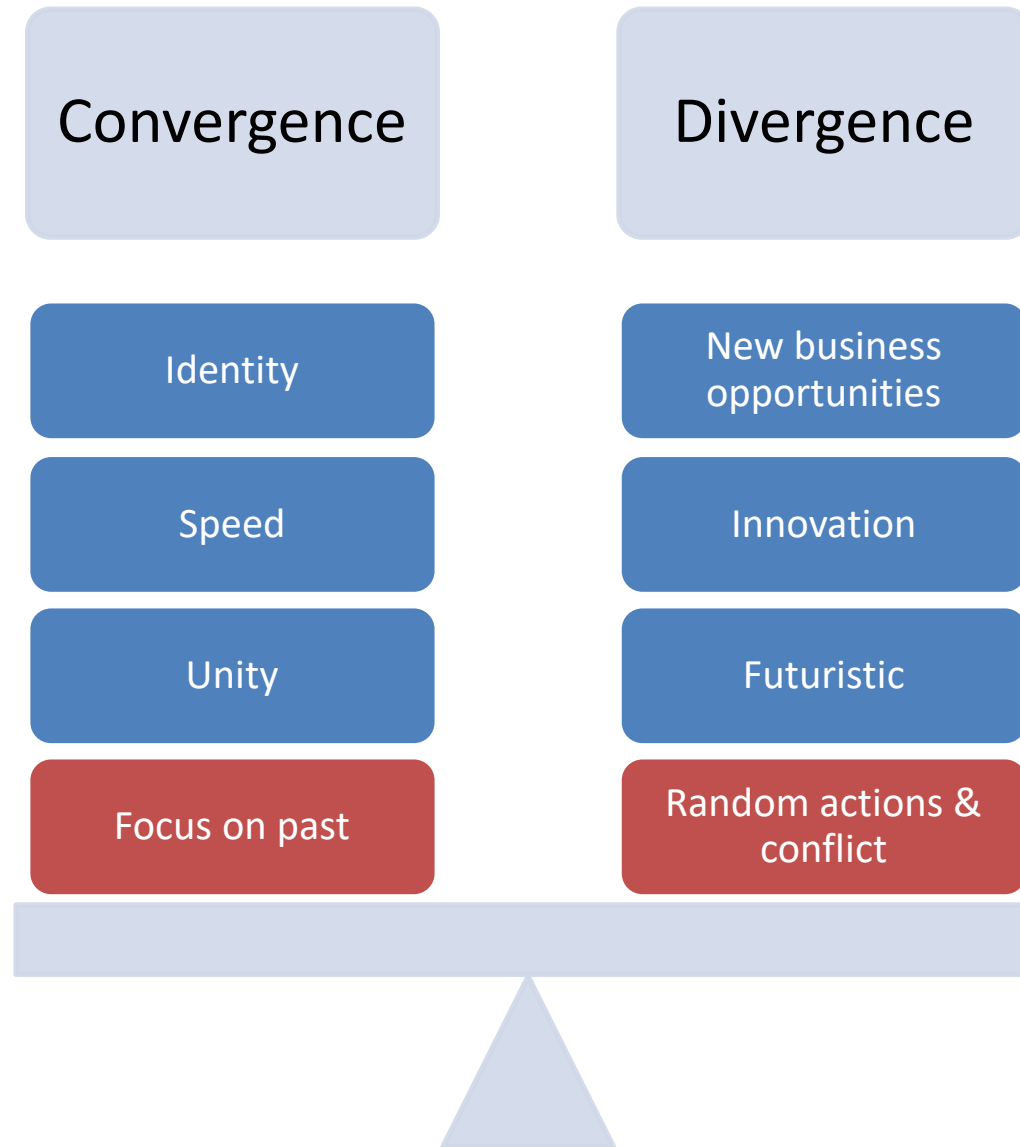 Convergence
Identity
Speed
Unity
Focus on past
Divergence
New business
opportunities
Innovation
Futuristic
Random actions &
conflict